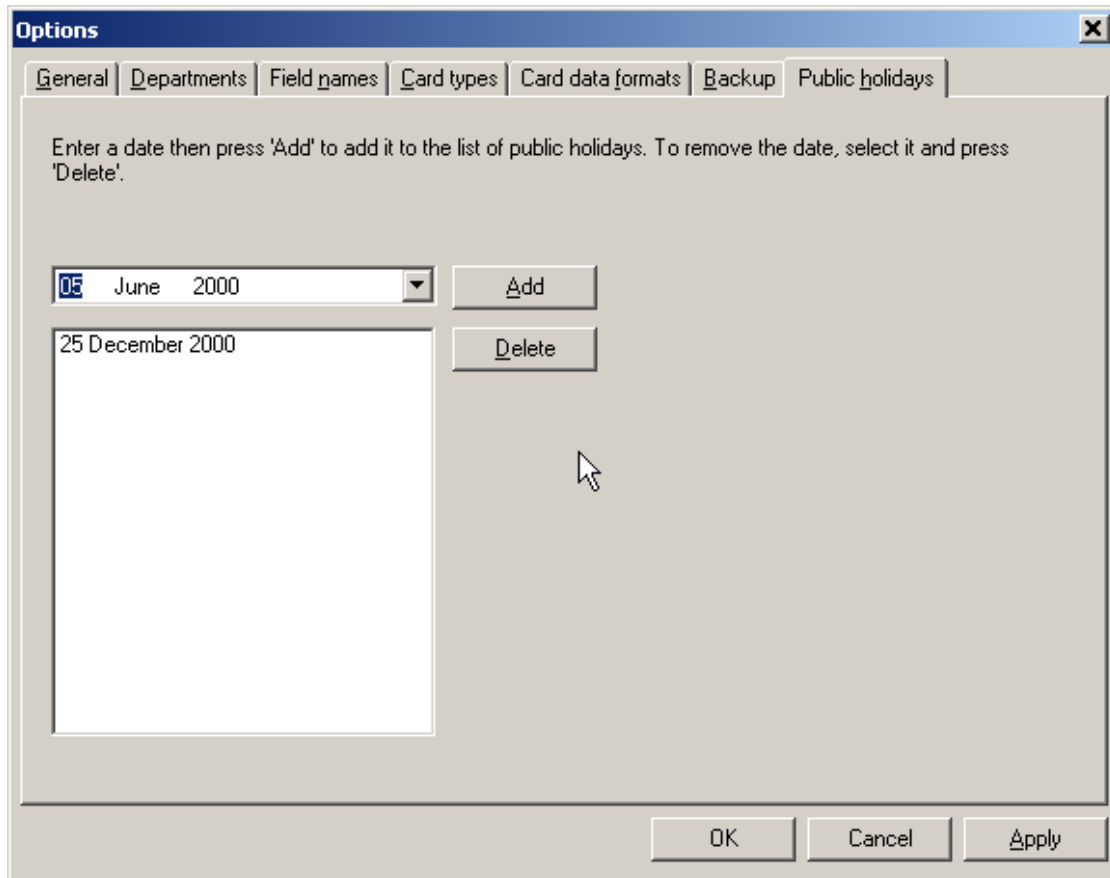 Options
General Departments Field names Card types Card data formats Backup Public holidays
Enter a date then press 'Add' to add it to the list of public holidays. To remove the date, select it and press
'Delete'.
05 June 2000 Add
25 December 2000 Delete
OK Cancel Apply